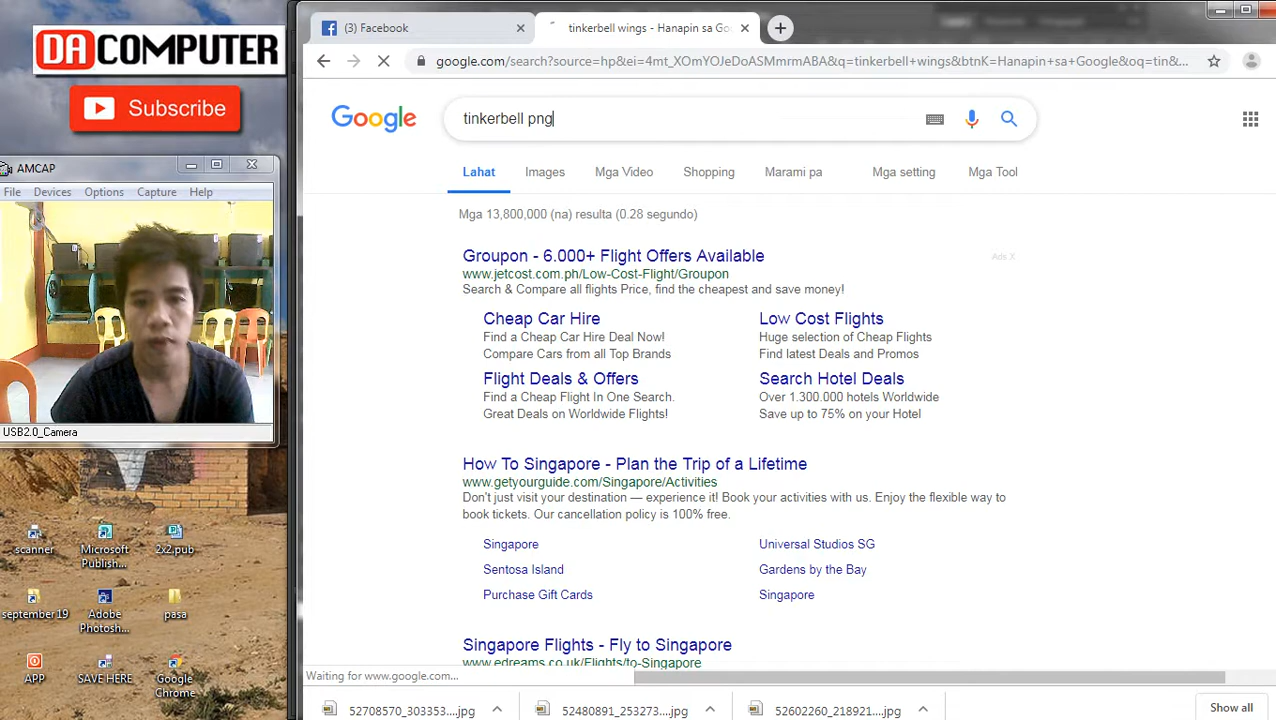 DACOMPUTER
Subscribe
AMCAP
File Devices Options Capture Help
USB2.0_Camera
scanner
Microsoft
Publish...
2x2.pub
september 19
Adobe
Photosh...
pasa
APP
SAVE HERE
Google
Chrome
(3) Facebook
tinkerbell wings - Hanapin sa Goo
google.com/search?source=hp&ei=4mt_XOmYOJeDoASMmrmABA&q=tinkerbell+wings&btnK=Hanapin+sa+Google&oq=tin&...
Google
tinkerbell png
Lahat Images Mga Video Shopping Marami pa Mga setting Mga Tool
Mga 13,800,000 (na) resulta (0.28 segundo)
Groupon - 6.000+ Flight Offers Available
Ads X
www.jetcost.com.ph/Low-Cost-Flight/Groupon
Search & Compare all flights Price, find the cheapest and save money!
Cheap Car Hire
Find a Cheap Car Hire Deal Now!
Compare Cars from all Top Brands
Low Cost Flights
Huge selection of Cheap Flights
Find latest Deals and Promos
Flight Deals & Offers
Find a Cheap Flight In One Search.
Great Deals on Worldwide Flights!
Search Hotel Deals
Over 1.300.000 hotels Worldwide
Save up to 75% on your Hotel
How To Singapore - Plan the Trip of a Lifetime
www.getyourguide.com/Singapore/Activities
Don't just visit your destination — experience it! Book your activities with us. Enjoy the flexible way to
book tickets. Our cancellation policy is 100% free.
Singapore
Universal Studios SG
Sentosa Island
Gardens by the Bay
Purchase Gift Cards
Singapore
Singapore Flights - Fly to Singapore
www.edreams.co.uk/Flights/to-Singapore
Waiting for www.google.com...
52708570_303353....jpg
52480891_253273....jpg
52602260_218921....jpg
Show all